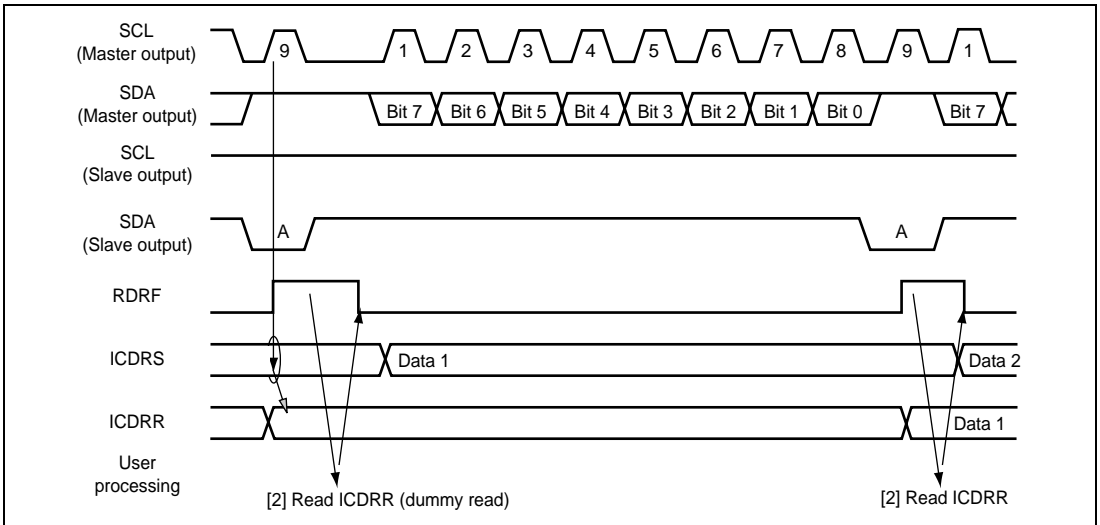 SCL
(Master output)
9 1 2 3 4 5 6 7 8 9 1
SDA
(Master output)
Bit 7 Bit 6 Bit 5 Bit 4 Bit 3 Bit 2 Bit 1 Bit 0 Bit 7
SCL
(Slave output)
SDA
(Slave output)
A A
RDRF
ICDRS
Data 1 Data 2
ICDRR
Data 1
User
processing
[2] Read ICDRR (dummy read) [2] Read ICDRR